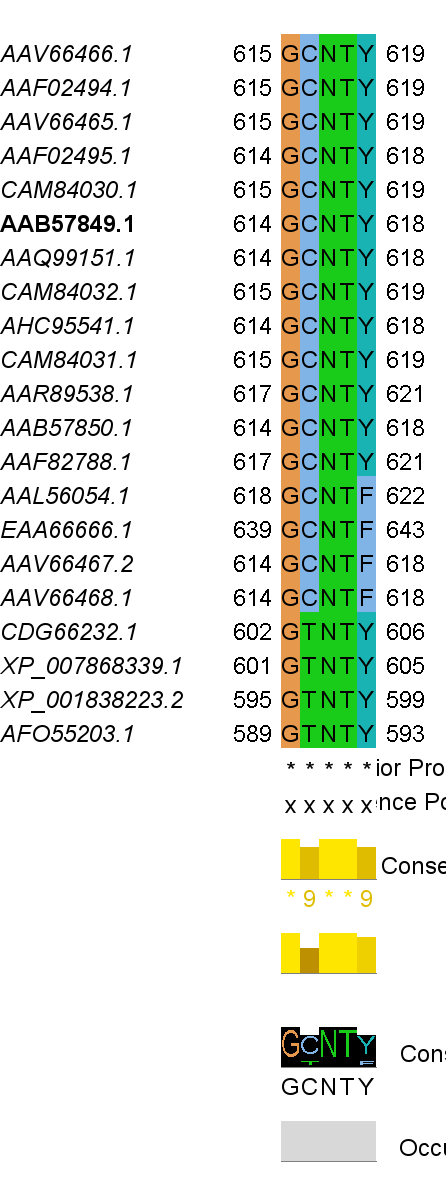 AAV66466.1 615 GCNTY 619
AAF02494.1 615 GCNTY 619
AAV66465.1 615 GCNTY 619
AAF02495.1 614 GCNTY 618
CAM84030.1 615 GCNTY 619
AAB57849.1 614 GCNTY 618
AAQ99151.1 614 GCNTY 618
CAM84032.1 615 GCNTY 619
AHC95541.1 614 GCNTY 618
CAM84031.1 615 GCNTY 619
AAR89538.1 617 GCNTY 621
AAB57850.1 614 GCNTY 618
AAF82788.1 617 GCNTY 621
AAL56054.1 618 GCNTF 622
EAA66666.1 639 GCNTF 643
AAV66467.2 614 GCNTF 618
AAV66468.1 614 GCNTF 618
CDG66232.1 602 GTNTY 606
XP_007868339.1 601 GTNTY 605
XP_001838223.2 595 GTNTY 599
AFO55203.1 589 GTNTY 593
* * * * * ior Pro
x x x x x nce Po
Conse
* 9 * * 9
GCNTY Cons
GCNTY
Occu